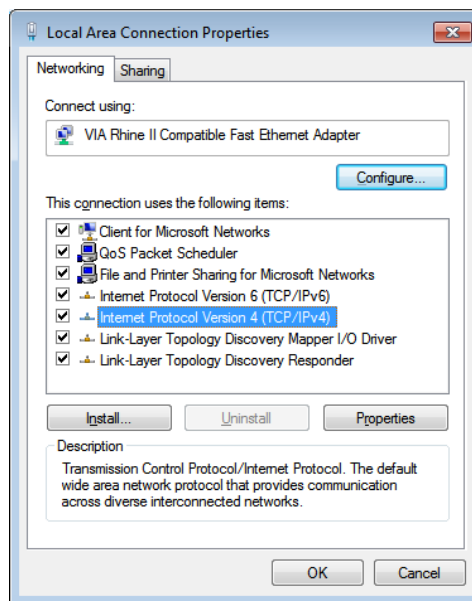 Local Area Connection Properties
Networking
Sharing
Connect using:
VIA Rhine II Compatible Fast Ethernet Adapter
Configure...
This connection uses the following items:
Client for Microsoft Networks
QoS Packet Scheduler
File and Printer Sharing for Microsoft Networks
Internet Protocol Version 6 (TCP/IPv6)
Internet Protocol Version 4 (TCP/IPv4)
Link-Layer Topology Discovery Mapper I/O Driver
Link-Layer Topology Discovery Responder
Install...
Uninstall
Properties
Description
Transmission Control Protocol/Internet Protocol. The default
wide area network protocol that provides communication
across diverse interconnected networks.
OK
Cancel